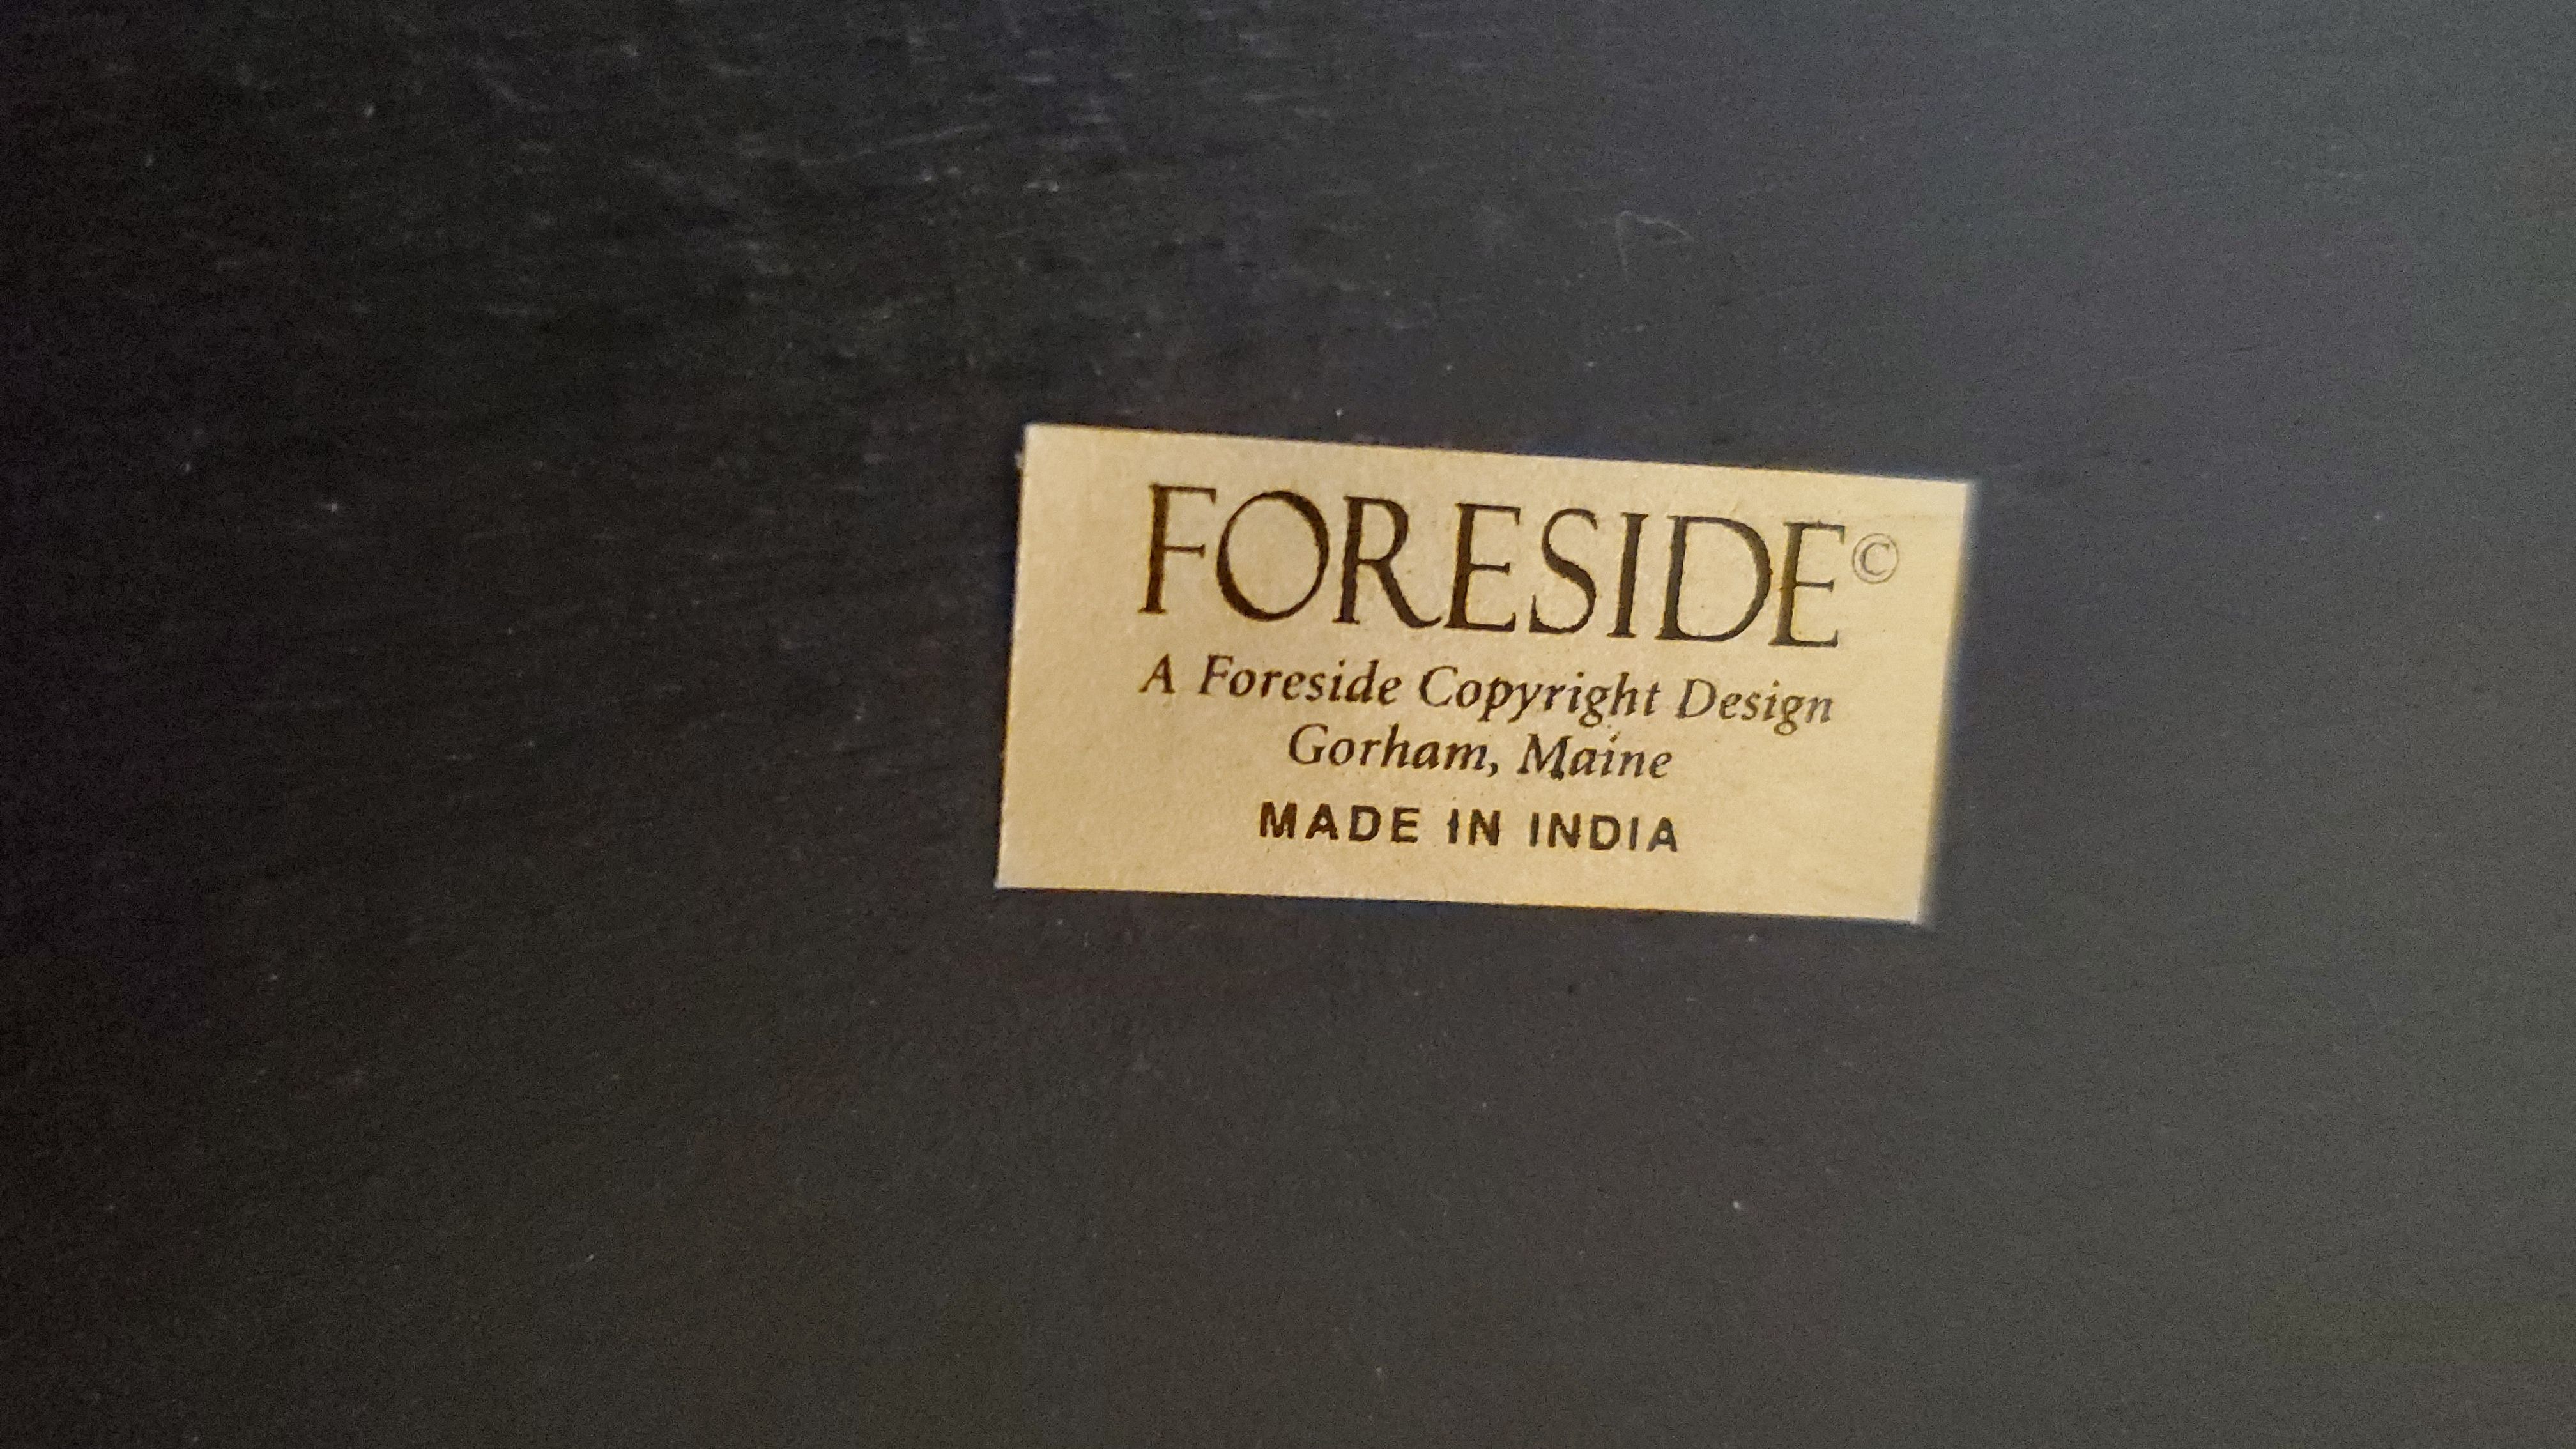 FORESIDE©
A Foreside Copyright Design
Gorham, Maine
MADE IN INDIA